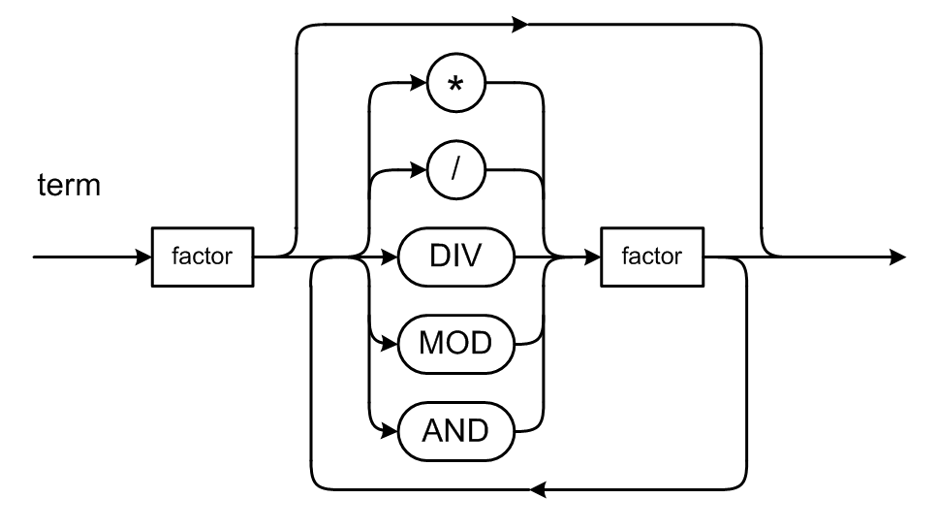 *
/
term
factor
DIV
factor
MOD
AND